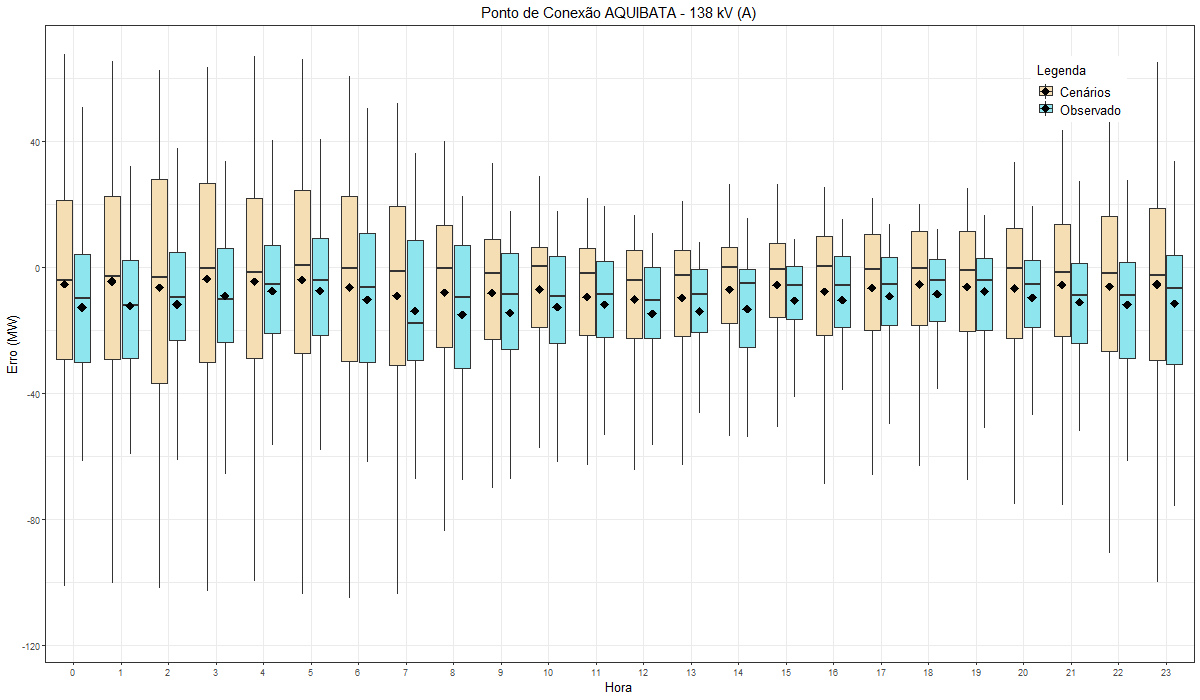 Ponto de Conexão AQUIBATA - 138 kV (A)
Legenda
Cenários
Observado
Erro (MW)
40
0
-40
-80
-120
0 1 2 3 4 5 6 7 8 9 10 11 12 13 14 15 16 17 18 19 20 21 22 23
Hora